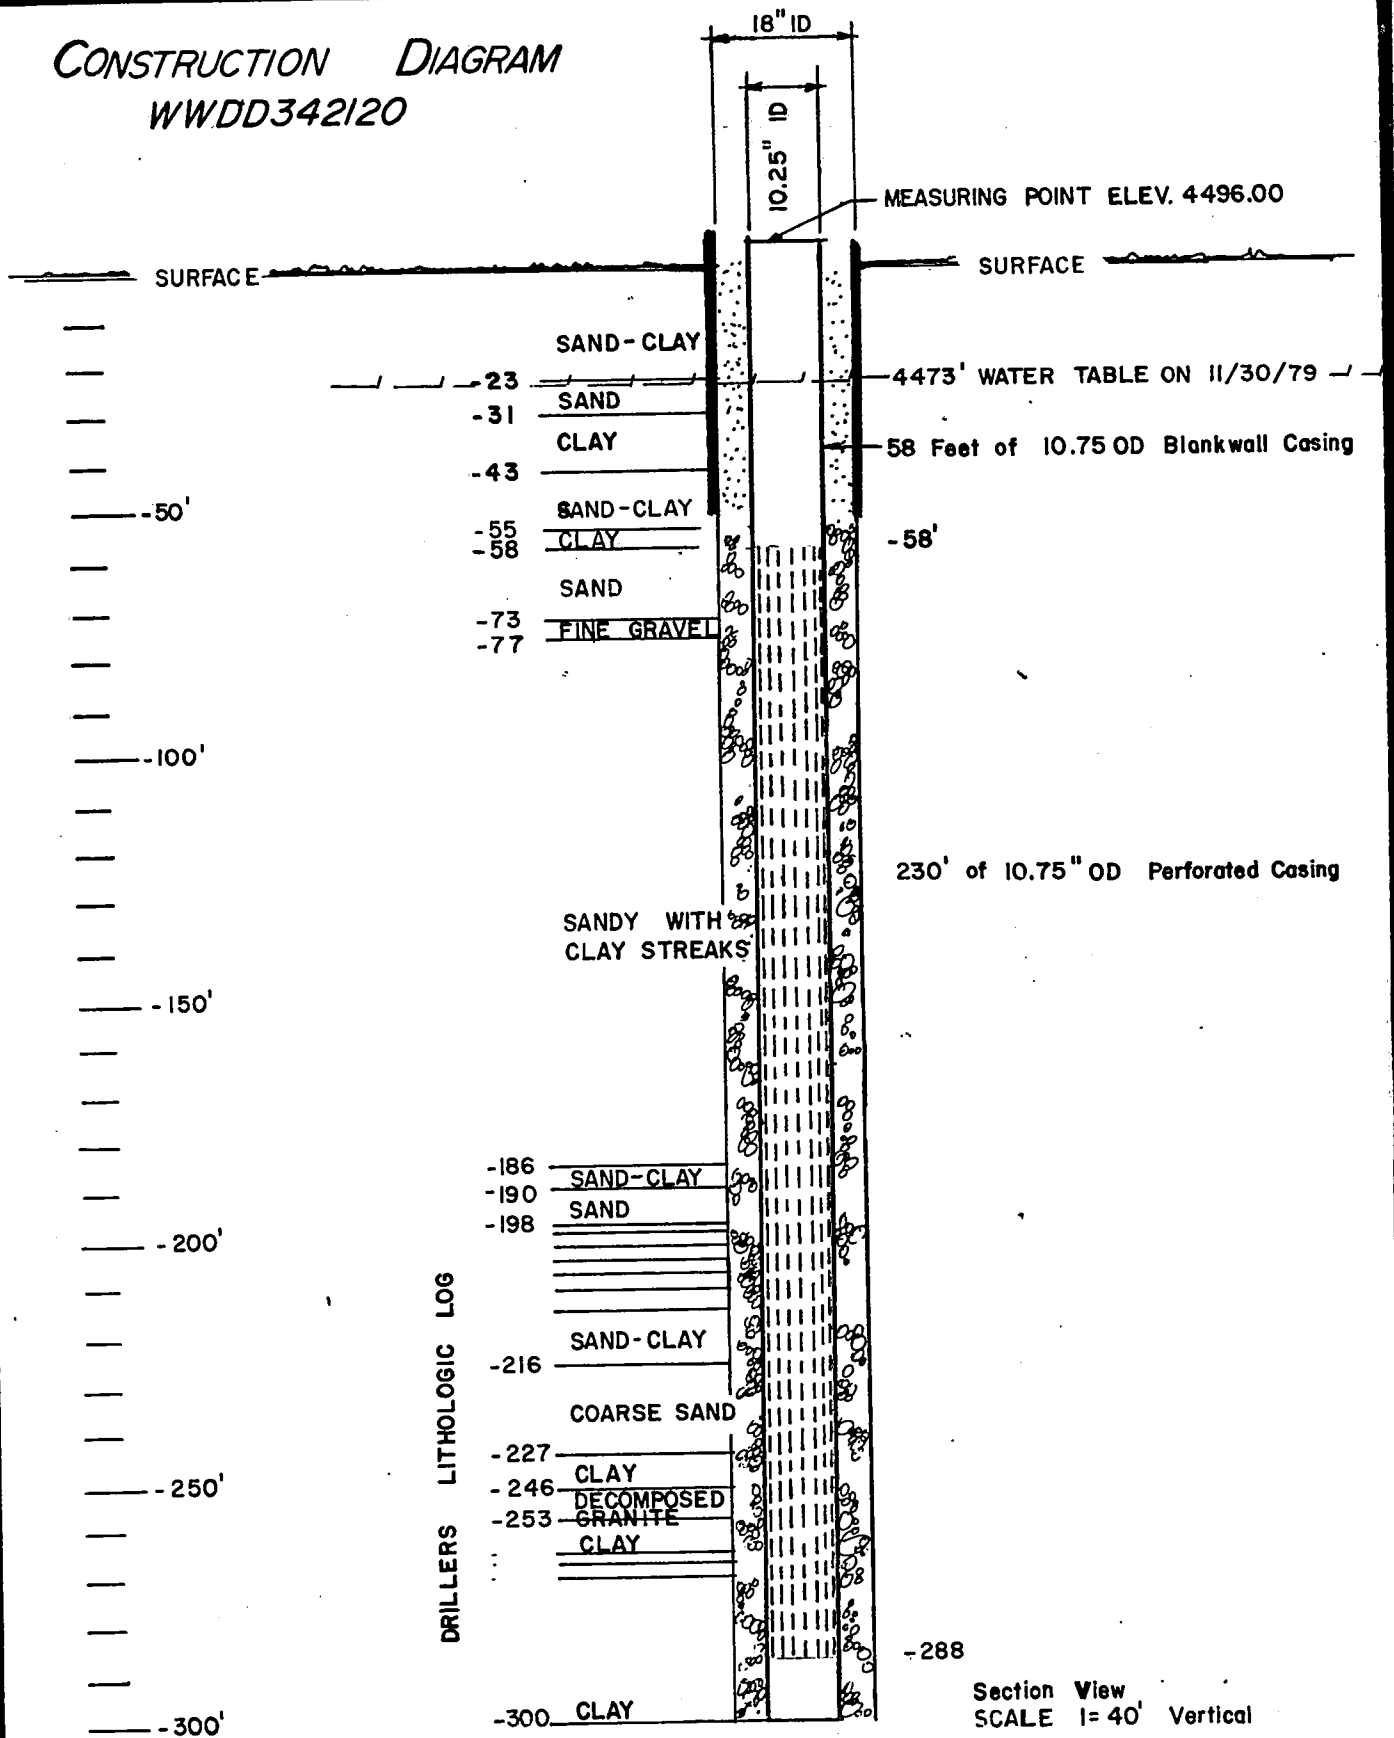 CONSTRUCTION DIAGRAM
WWDD342120
18" ID
10.25" ID
MEASURING POINT ELEV. 4496.00
SURFACE
SURFACE
SAND-CLAY
-23
4473' WATER TABLE ON 11/30/79
SAND
-31
CLAY
58 Feet of 10.75 OD Blankwall Casing
-43
-50'
SAND-CLAY
-55
CLAY
-58
-58'
SAND
-73
FINE GRAVEL
-77
-100'
230' of 10.75" OD Perforated Casing
SANDY WITH
CLAY STREAKS
-150'
-186
SAND-CLAY
-190
SAND
-198
-200'
SAND-CLAY
-216
COARSE SAND
-227
CLAY
-246
-250'
DECOMPOSED
GRANITE
-253
CLAY
DRILLERS LITHOLOGIC LOG
-288
CLAY
-300
-300'
Section View
SCALE 1=40' Vertical